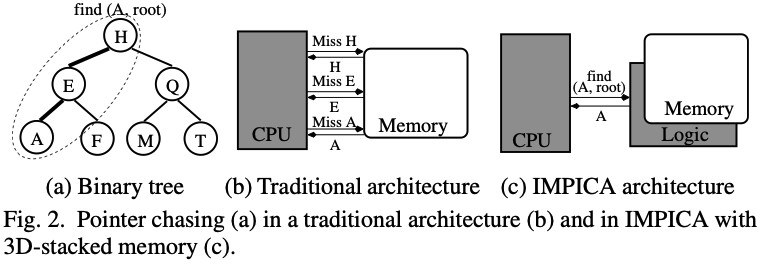 find (A, root)
H
E
Q
A
F
M
T
(a) Binary tree
Miss H
H
Miss E
E
Miss A
A
CPU
Memory
(b) Traditional architecture
find
(A, root)
A
CPU
Memory
Logic
(c) IMPICA architecture
Fig. 2. Pointer chasing (a) in a traditional architecture (b) and in IMPICA with
3D-stacked memory (c).